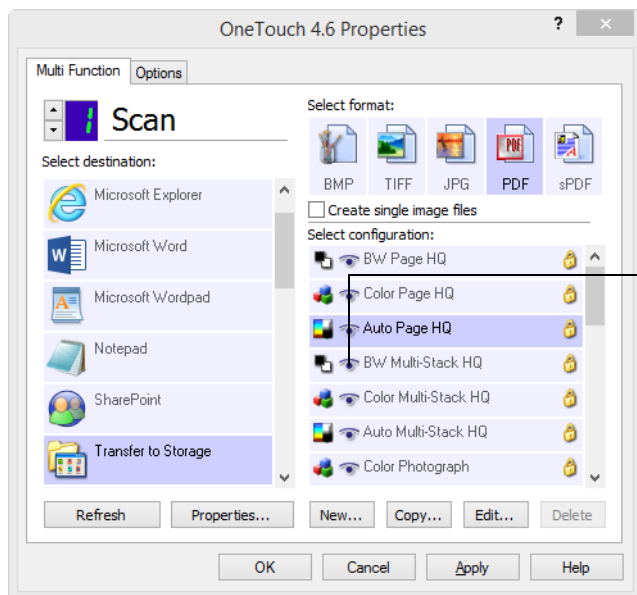 OneTouch 4.6 Properties
?
×
Multi Function
Options
1
Scan
Select destination:
Microsoft Explorer
Microsoft Word
Microsoft Wordpad
Notepad
SharePoint
Transfer to Storage
Refresh
Properties...
Select format:
BMP
TIFF
JPG
PDF
sPDF
Create single image files
Select configuration:
BW Page HQ
Color Page HQ
Auto Page HQ
BW Multi-Stack HQ
Color Multi-Stack HQ
Auto Multi-Stack HQ
Color Photograph
New...
Copy...
Edit...
Delete
OK
Cancel
Apply
Help